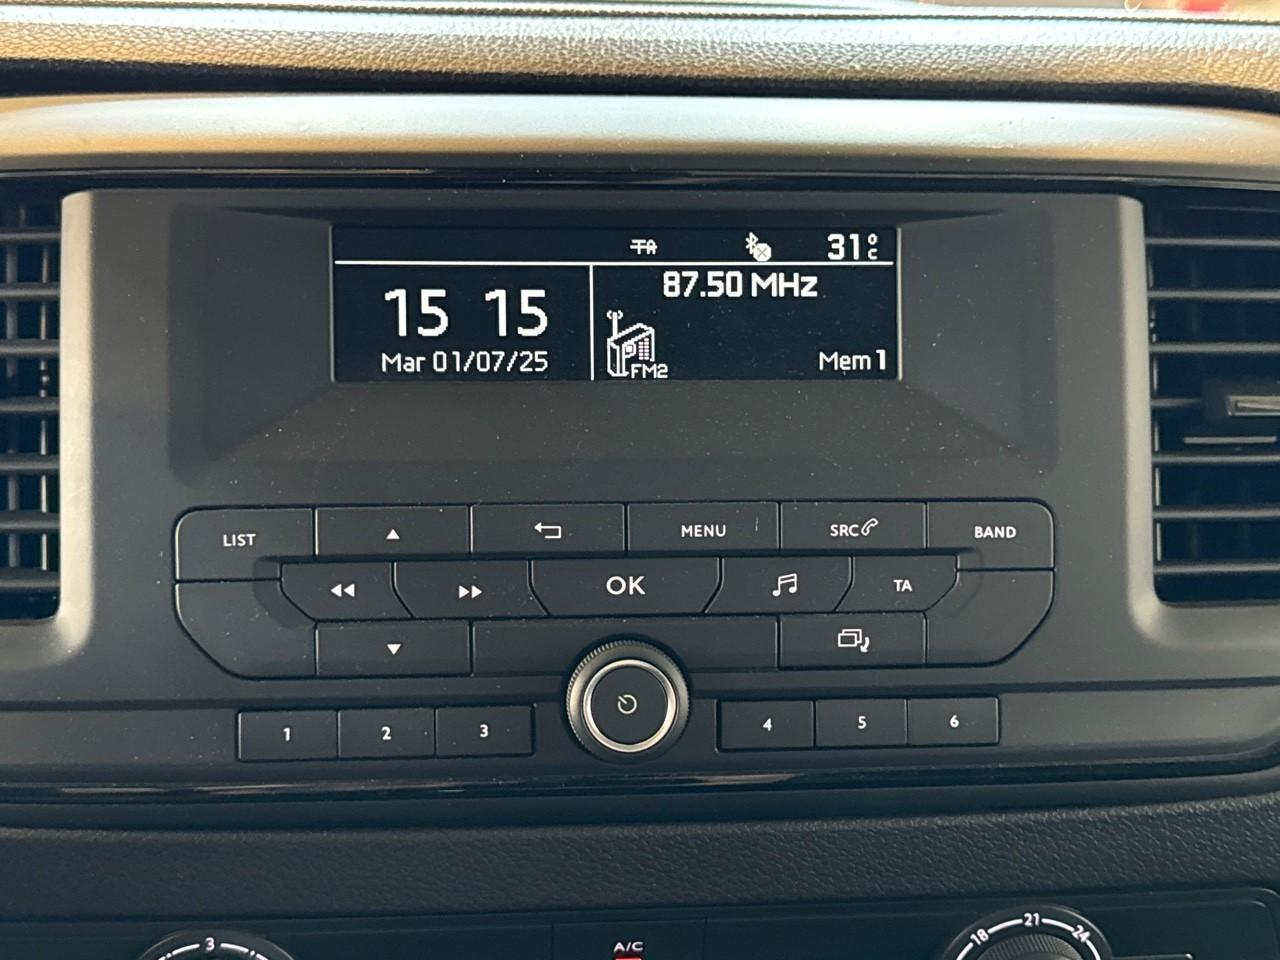 TA 31°C
87.50 MHz
15 15
Mar 01/07/25
FM2
Mem 1
LIST
MENU
SRC
BAND
OK
TA
1 2 3
4 5 6
3
A/C
18 21 24